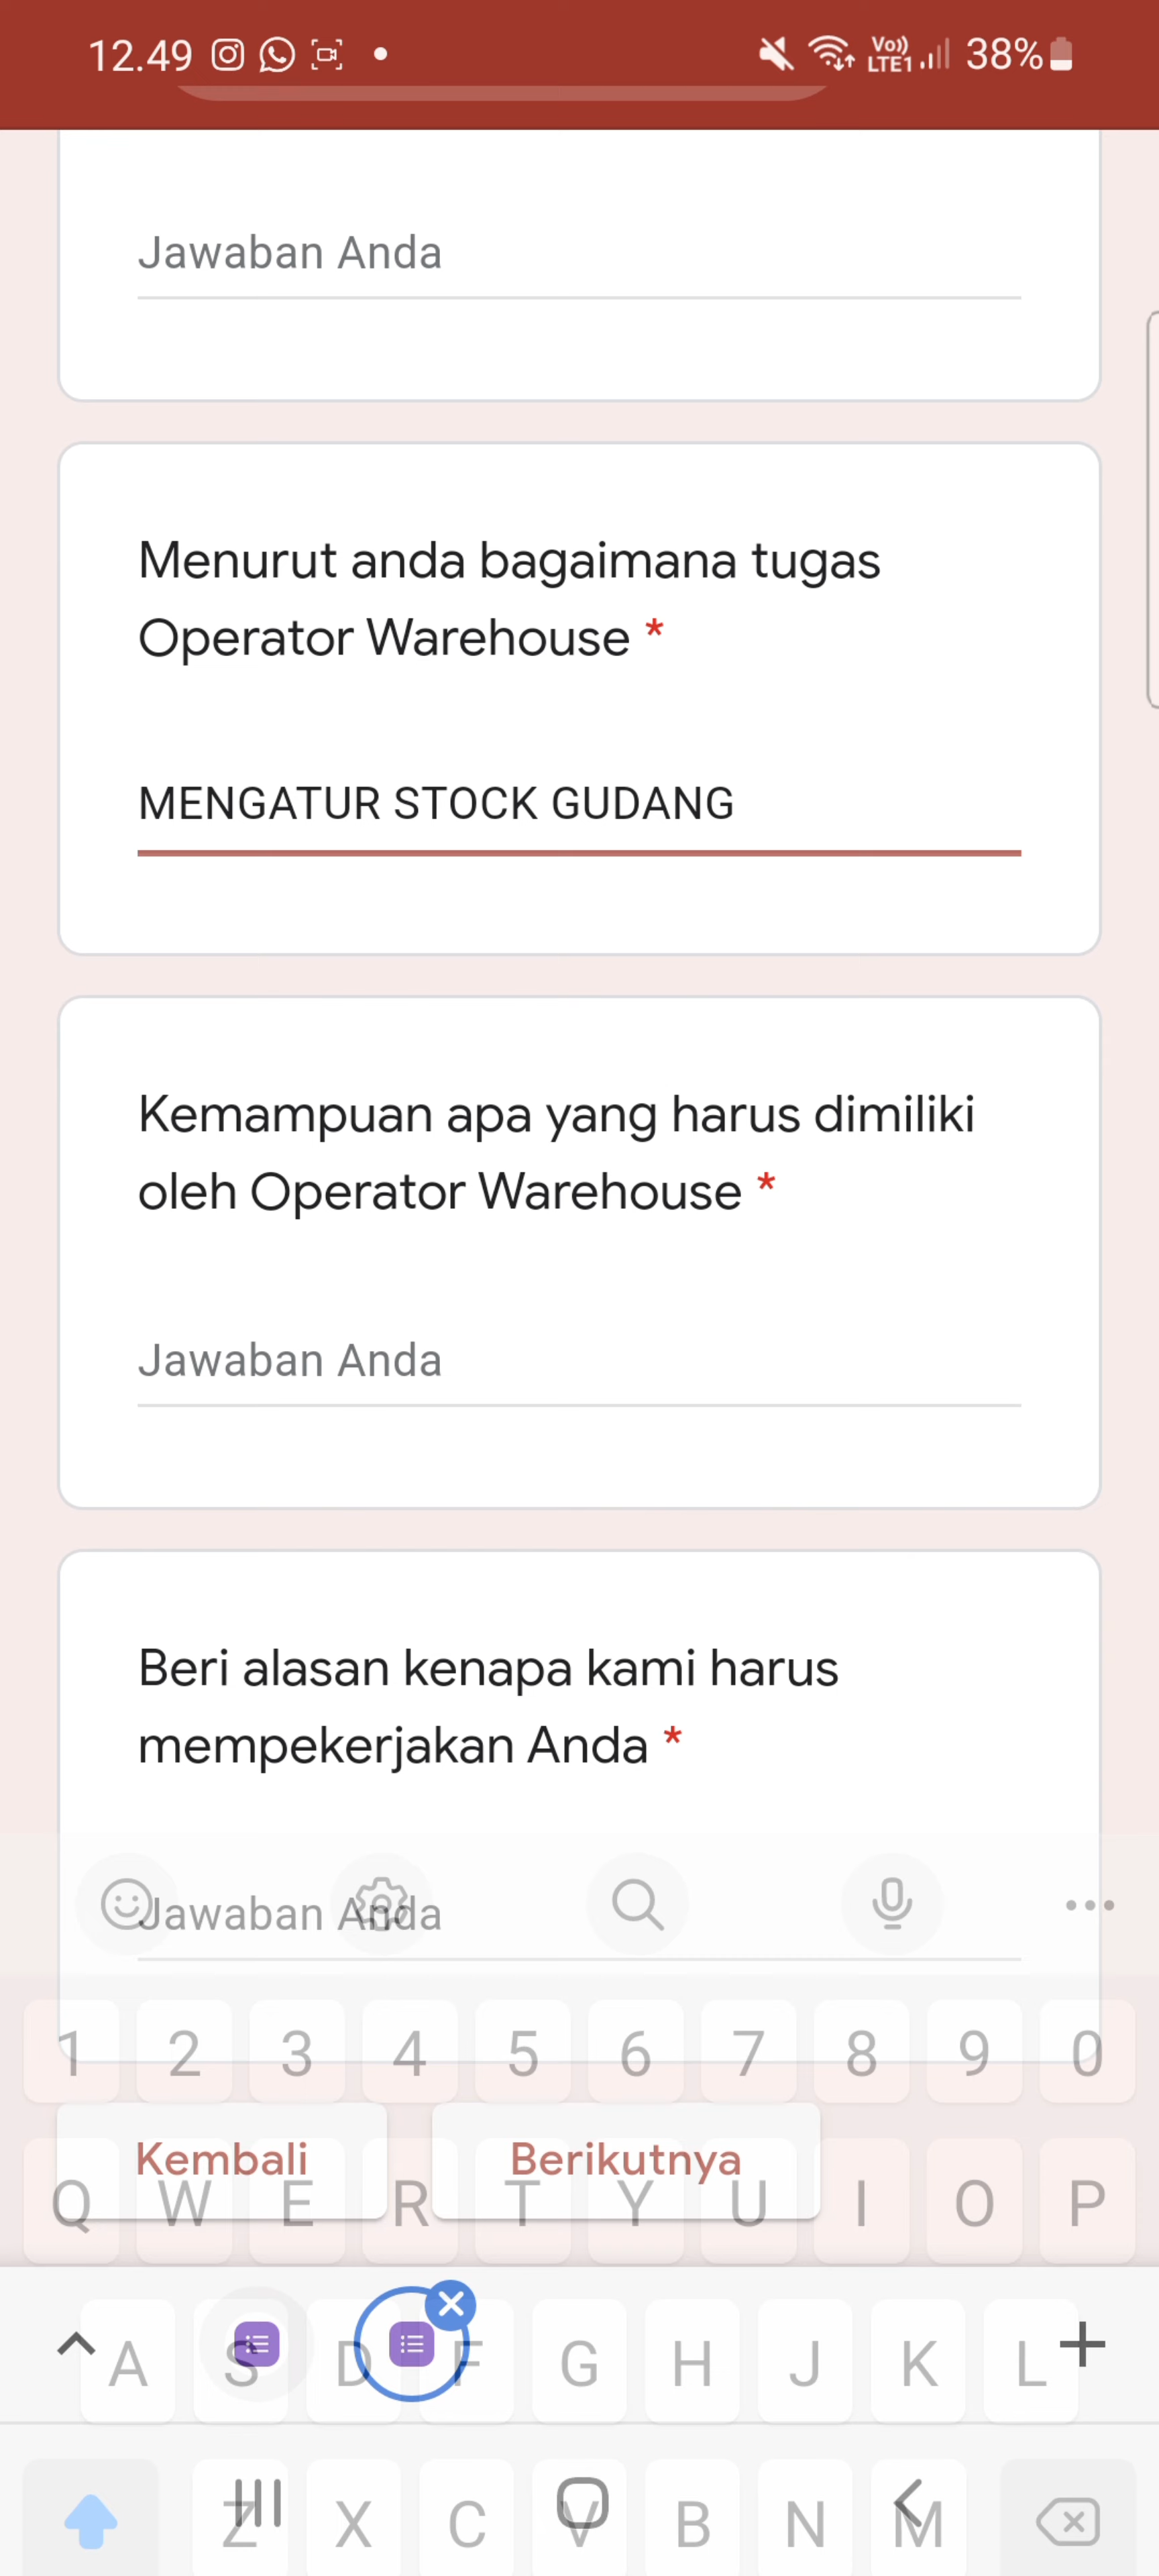 12.49
Vo))
LTE1
38%
Jawaban Anda
Menurut anda bagaimana tugas
Operator Warehouse *
MENGATUR STOCK GUDANG
Kemampuan apa yang harus dimiliki
oleh Operator Warehouse *
Jawaban Anda
Beri alasan kenapa kami harus
mempekerjakan Anda *
Jawaban Anda
1 2 3 4 5 6 7 8 9 0
Kembali
Berikutnya
Q W E R T Y U I O P
A S D F G H J K L
Z X C V B N M